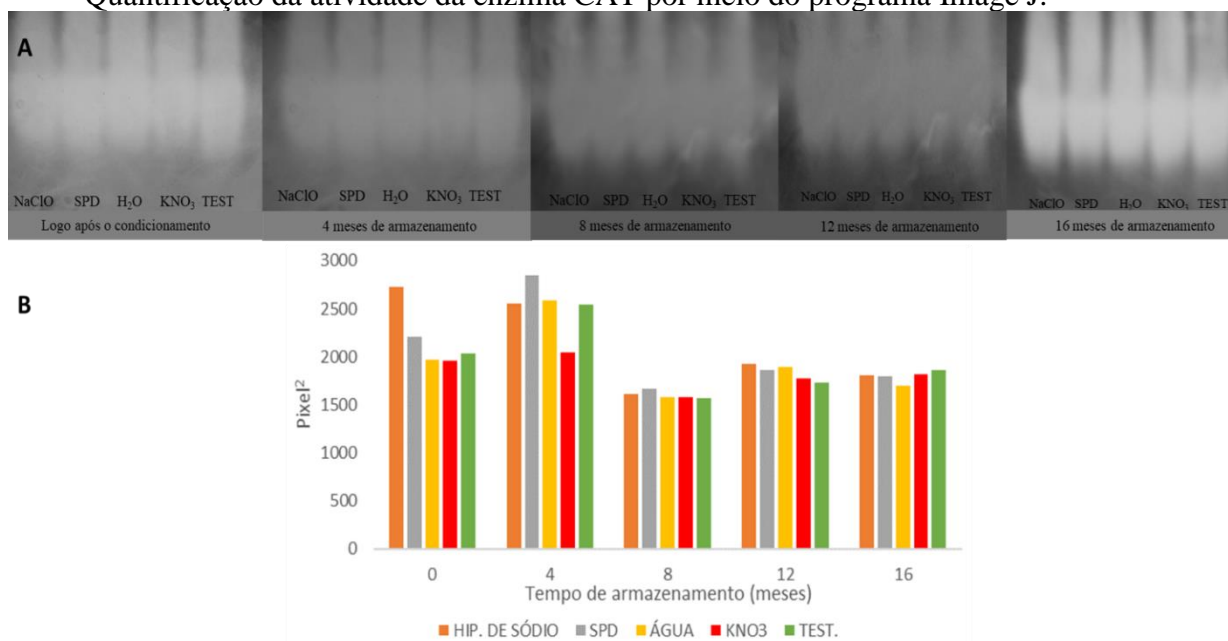 Quantificação da atividade da enzima CAT por meio do programa Image J.
A
NaClO SPD H₂O KNO₃ TEST
Logo após o condicionamento
NaClO SPD H₂O KNO₃ TEST
4 meses de armazenamento
NaClO SPD H₂O KNO₃ TEST
8 meses de armazenamento
NaClO SPD H₂O KNO₃ TEST
12 meses de armazenamento
NaClO SPD H₂O KNO₃ TEST
16 meses de armazenamento
B
Pixel²
3000
2500
2000
1500
1000
500
0
0 4 8 12 16
Tempo de armazenamento (meses)
HIP. DE SÓDIO SPD ÁGUA KNO3 TEST.